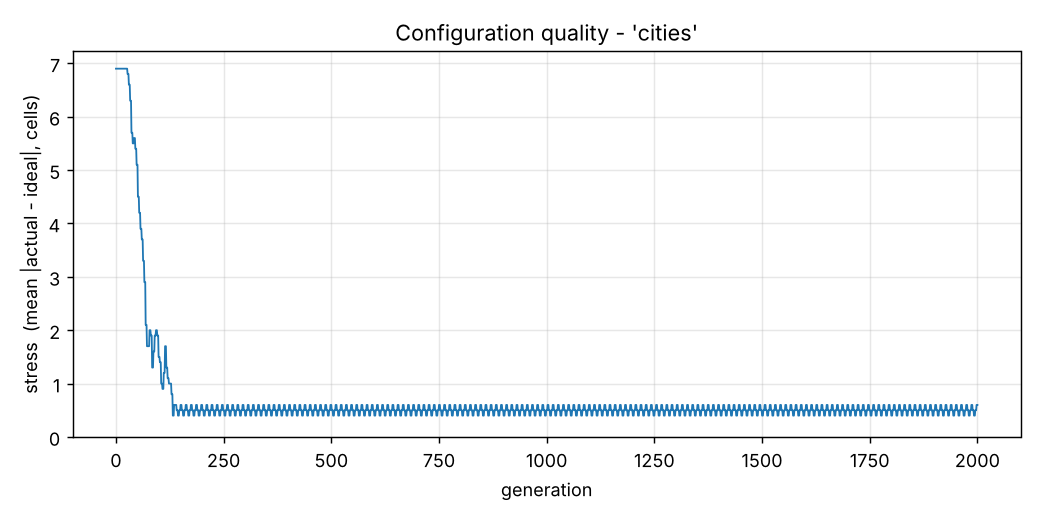 Configuration quality - 'cities'
stress  (mean |actual - ideal|, cells)
7
6
5
4
3
2
1
0
0 250 500 750 1000 1250 1500 1750 2000
generation